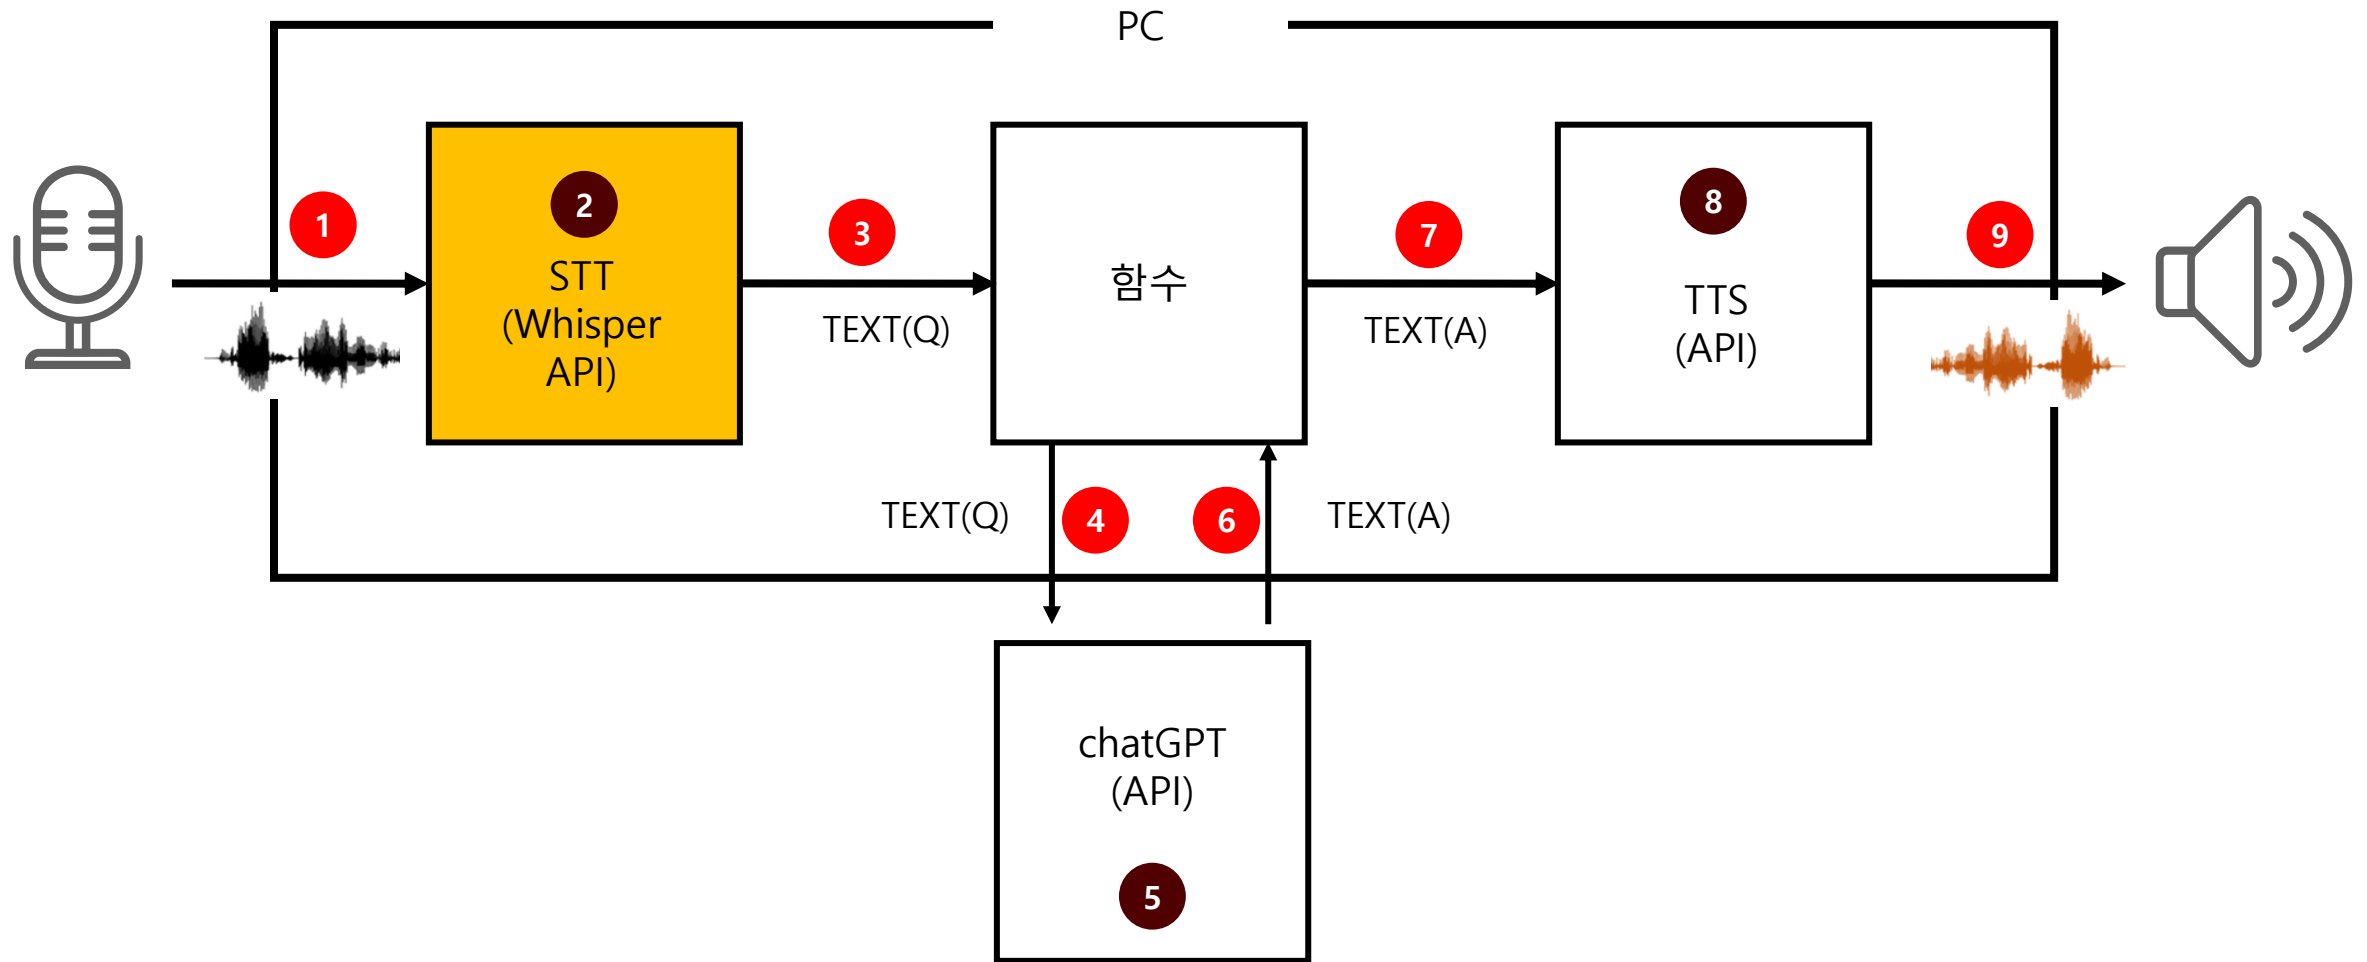 PC
1
2
STT
(Whisper
API)
3
TEXT(Q)
함수
7
TEXT(A)
8
TTS
(API)
9
TEXT(Q)
4
6
TEXT(A)
chatGPT
(API)
5